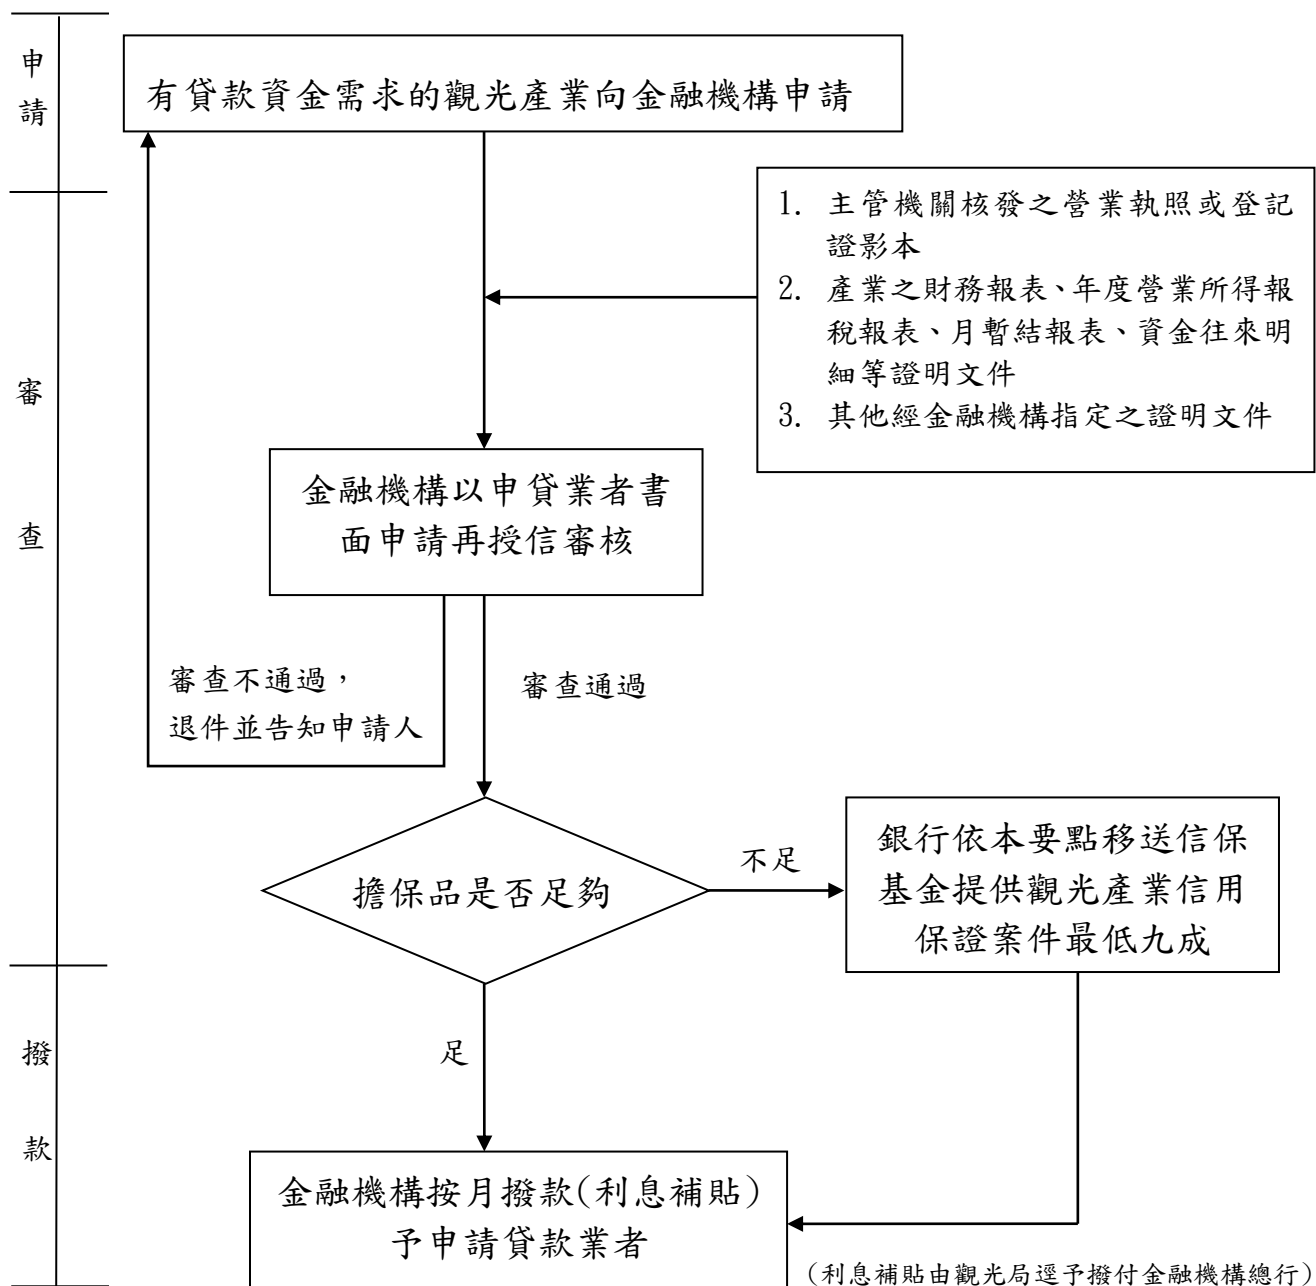 申
請
有貸款資金需求的觀光產業向金融機構申請
1. 主管機關核發之營業執照或登記
證影本
2. 產業之財務報表、年度營業所得報
稅報表、月暫結報表、資金往來明
細等證明文件
3. 其他經金融機構指定之證明文件
審
查
金融機構以申貸業者書
面申請再授信審核
審查不通過，
退件並告知申請人
審查通過
擔保品是否足夠
不足
銀行依本要點移送信保
基金提供觀光產業信用
保證案件最低九成
足
撥
款
金融機構按月撥款(利息補貼)
予申請貸款業者
(利息補貼由觀光局逕予撥付金融機構總行)